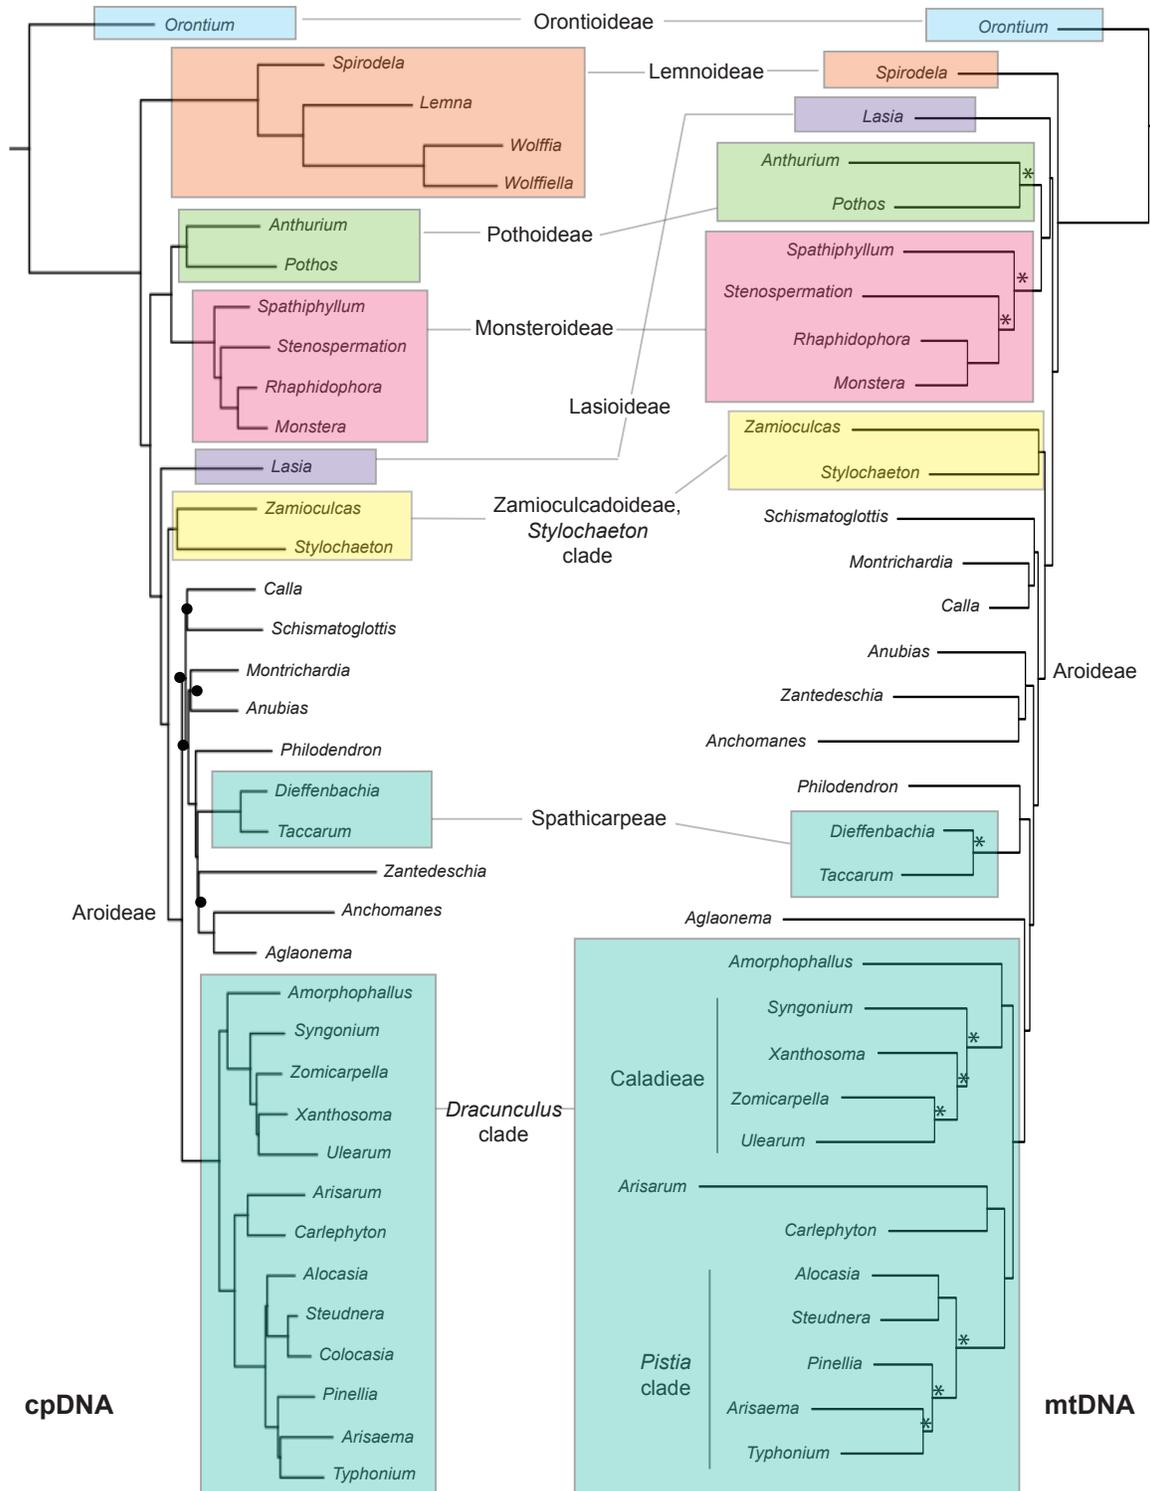 Orontium
Orontioideae
Orontium
Spirodela
Lemnoideae
Spirodela
Lemna
Lasia
Wolffia
Wolffiella
Anthurium
Pothos
Anthurium
Pothos
Pothoideae
Spathiphyllum
Stenospermation
Rhaphidophora
Monstera
Monsteroideae
Spathiphyllum
*
Stenospermation
*
Rhaphidophora
Monstera
*
Lasioideae
Lasia
Zamioculcas
Stylochaeton
Zamioculcadoideae,
Stylochaeton
clade
Zamioculcas
Stylochaeton
Calla
Schismatoglottis
Montrichardia
Anubias
Philodendron
Dieffenbachia
Taccarum
Zantedeschia
Anchomanes
Aglaonema
Aroideae
Schismatoglottis
Montrichardia
Calla
Anubias
Zantedeschia
Anchomanes
Aroideae
Philodendron
Spathicarpeae
Dieffenbachia
*
Taccarum
Aglaonema
Amorphophallus
Syngonium
Zomicarpella
Xanthosoma
Ulearum
Arisarum
Carlephyton
Alocasia
Steudnera
Colocasia
Pinellia
Arisaema
Typhonium
cpDNA
Dracunculus
clade
Amorphophallus
Syngonium
*
Xanthosoma
*
Caladieae
Zomicarpella
*
Ulearum
Arisarum
Carlephyton
Alocasia
Steudnera
*
Pistia
clade
Pinellia
*
Arisaema
*
Typhonium
mtDNA